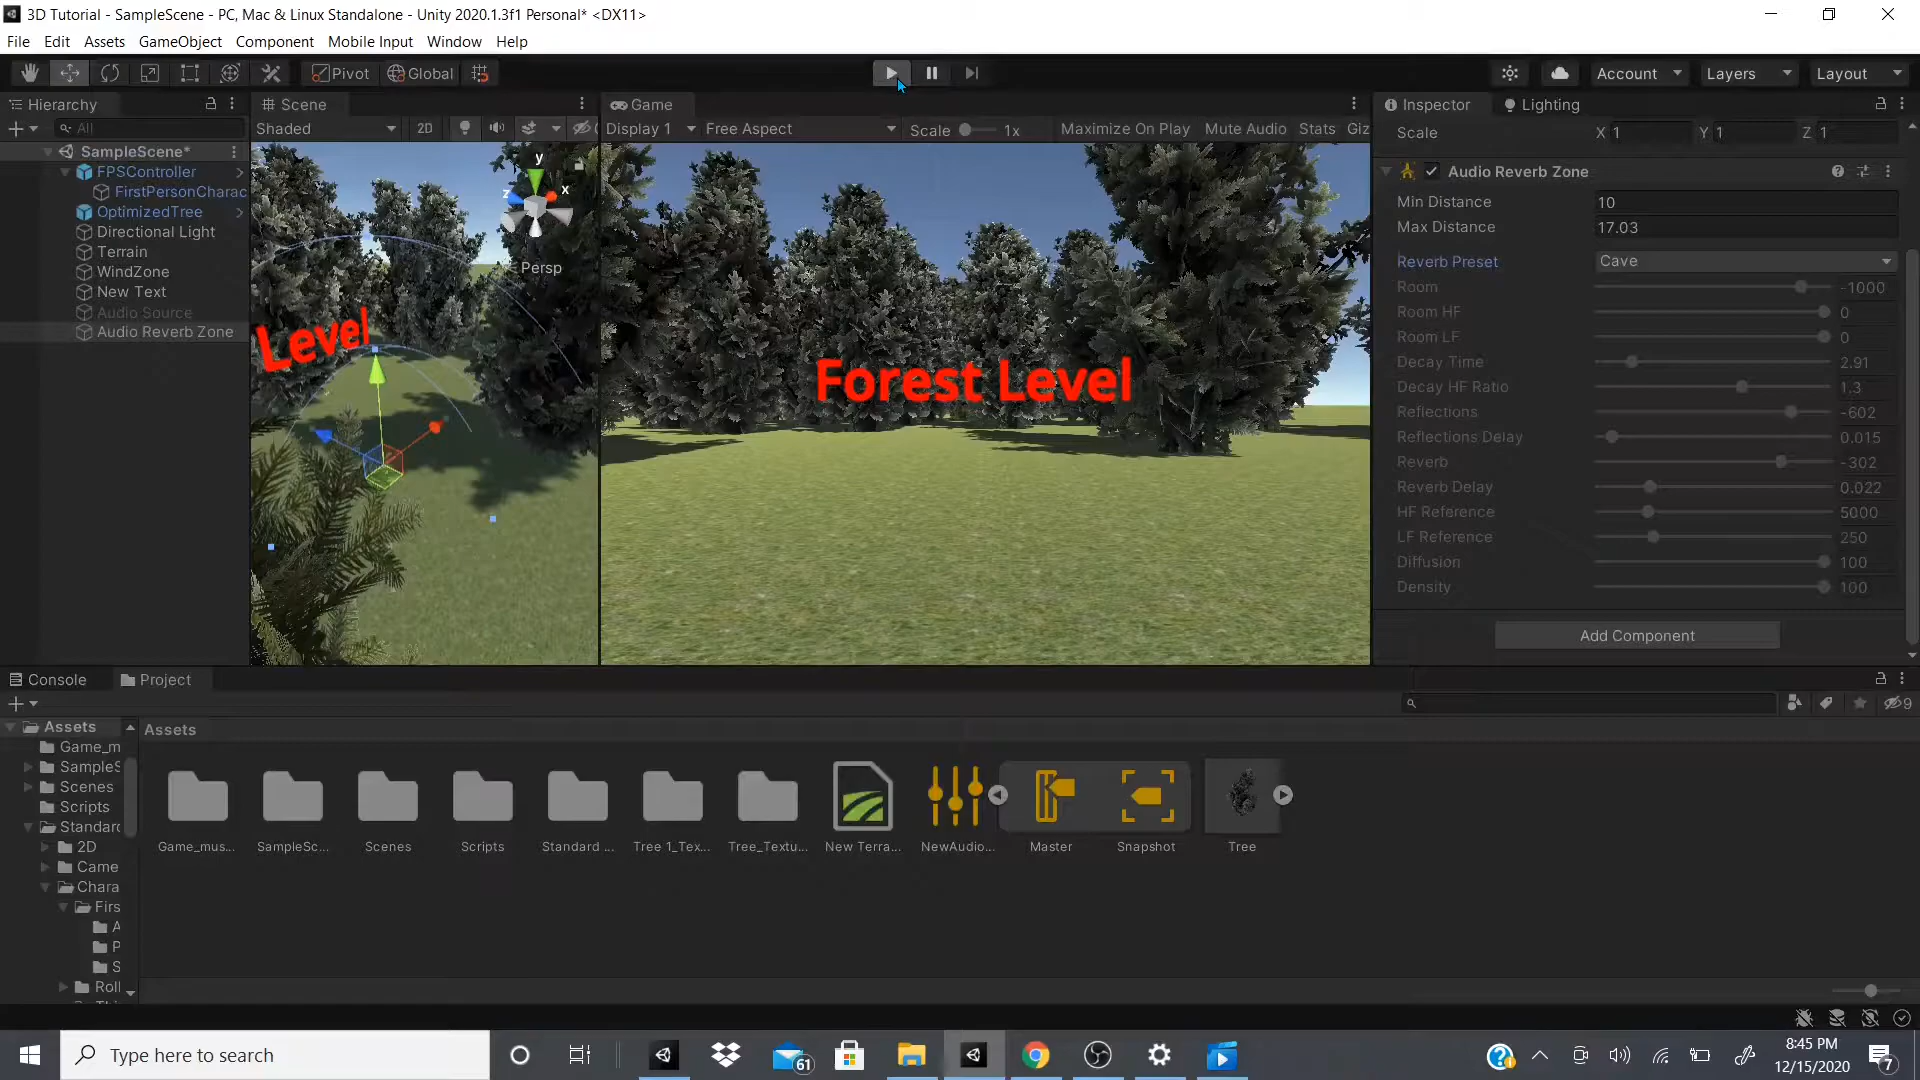 3D Tutorial - SampleScene - PC, Mac & Linux Standalone - Unity 2020.1.3f1 Personal* <DX11>
File Edit Assets GameObject Component Mobile Input Window Help
Pivot Global Account Layers Layout
Hierarchy
All
SampleScene*
FPSController
FirstPersonCharac
OptimizedTree
Directional Light
Terrain
WindZone
New Text
Audio Source
Audio Reverb Zone
Scene
Shaded 2D
y
x
z
Persp
Level
Game
Display 1 Free Aspect Scale 1x Maximize On Play Mute Audio Stats Giz
Forest Level
Inspector Lighting
Scale X 1 Y 1 Z 1
Audio Reverb Zone
Min Distance 10
Max Distance 17.03
Reverb Preset Cave
Room -1000
Room HF 0
Room LF 0
Decay Time 2.91
Decay HF Ratio 1.3
Reflections -602
Reflections Delay 0.015
Reverb -302
Reverb Delay 0.022
HF Reference 5000
LF Reference 250
Diffusion 100
Density 100
Add Component
Console Project
9
Assets
Game_m
SampleS
Scenes
Scripts
Standard
2D
Came
Chara
Firs
A
P
S
Roll
Assets
Game_mus... SampleSc... Scenes Scripts Standard ... Tree 1_Tex... Tree_Textu... New Terra... NewAudio... Master Snapshot Tree
Type here to search
61
8:45 PM
12/15/2020
7